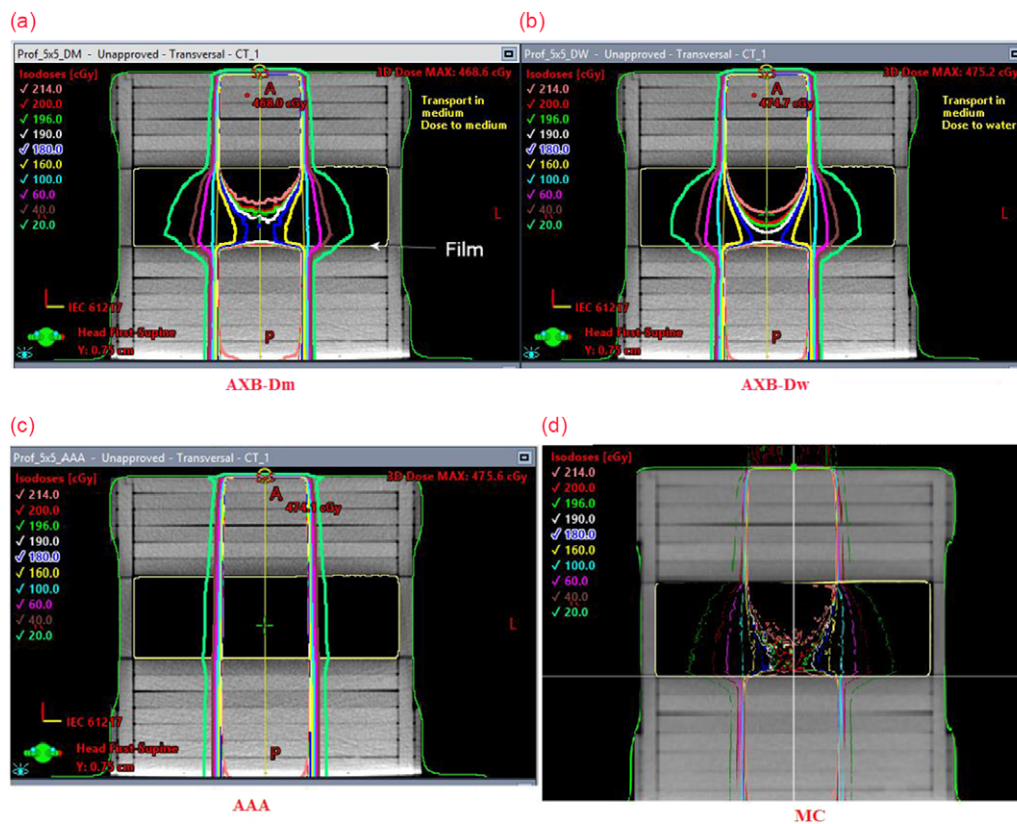 (a)
Prof_5x5_DM - Unapproved - Transversal - CT_1
Isodoses [cGy]
3D Dose MAX: 468.6 cGy
✓ 214.0
✓ 200.0
✓ 196.0
✓ 190.0
✓ 180.0
✓ 160.0
✓ 100.0
✓ 60.0
✓ 40.0
✓ 20.0
A
468.0 cGy
Transport in
medium
Dose to medium
L
Film
IEC 61217
Head First-Supine
Y: 0.75 cm
P
AXB-Dm
(b)
Prof_5x5_DW - Unapproved - Transversal - CT_1
Isodoses [cGy]
3D Dose MAX: 475.2 cGy
✓ 214.0
✓ 200.0
✓ 196.0
✓ 190.0
✓ 180.0
✓ 160.0
✓ 100.0
✓ 60.0
✓ 40.0
✓ 20.0
A
474.7 cGy
Transport in
medium
Dose to water
L
IEC 61217
Head First-Supine
Y: 0.75 cm
P
AXB-Dw
(c)
Prof_5x5_AAA - Unapproved - Transversal - CT_1
Isodoses [cGy]
3D Dose MAX: 475.6 cGy
✓ 214.0
✓ 200.0
✓ 196.0
✓ 190.0
✓ 180.0
✓ 160.0
✓ 100.0
✓ 60.0
✓ 40.0
✓ 20.0
A
474.1 cGy
L
IEC 61217
Head First-Supine
Y: 0.75 cm
P
AAA
(d)
Isodoses [cGy]
✓ 214.0
✓ 200.0
✓ 196.0
✓ 190.0
✓ 180.0
✓ 160.0
✓ 100.0
✓ 60.0
✓ 40.0
✓ 20.0
MC